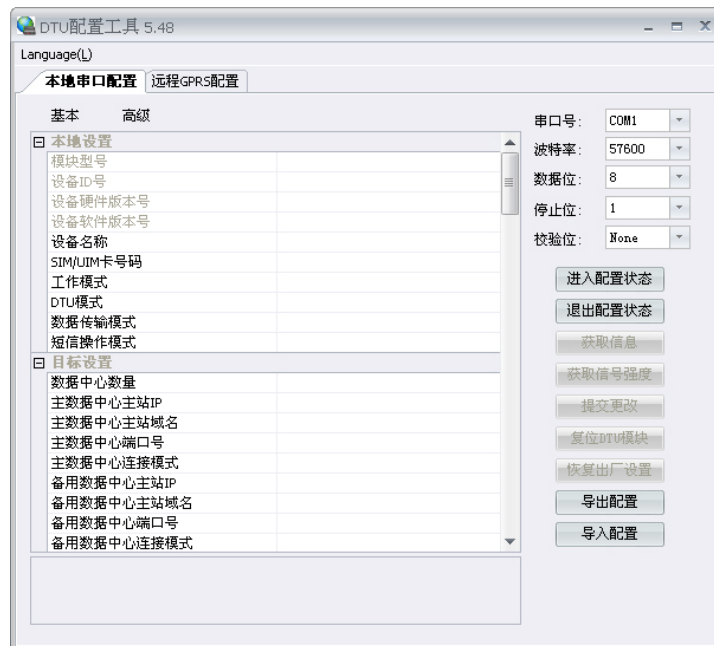 DTU配置工具 5.48
Language(L)
本地串口配置 远程GPRS配置
基本 高级
本地设置
模块型号
设备ID号
设备硬件版本号
设备软件版本号
设备名称
SIM/UIM卡号码
工作模式
DTU模式
数据传输模式
短信操作模式
目标设置
数据中心数量
主数据中心主站IP
主数据中心主站域名
主数据中心端口号
主数据中心连接模式
备用数据中心主站IP
备用数据中心主站域名
备用数据中心端口号
备用数据中心连接模式
串口号: COM1
波特率: 57600
数据位: 8
停止位: 1
校验位: None
进入配置状态
退出配置状态
获取信息
获取信号强度
提交更改
复位DTU模块
恢复出厂设置
导出配置
导入配置